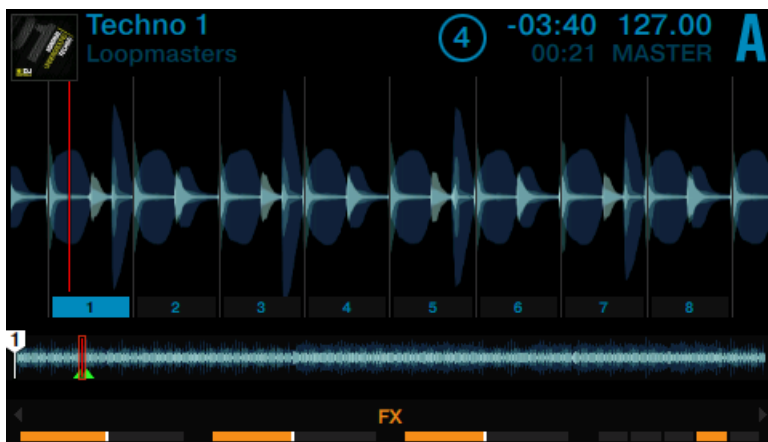 Techno 1
Loopmasters
4
-03:40 127.00
00:21 MASTER
A
1 2 3 4 5 6 7 8
1
FX